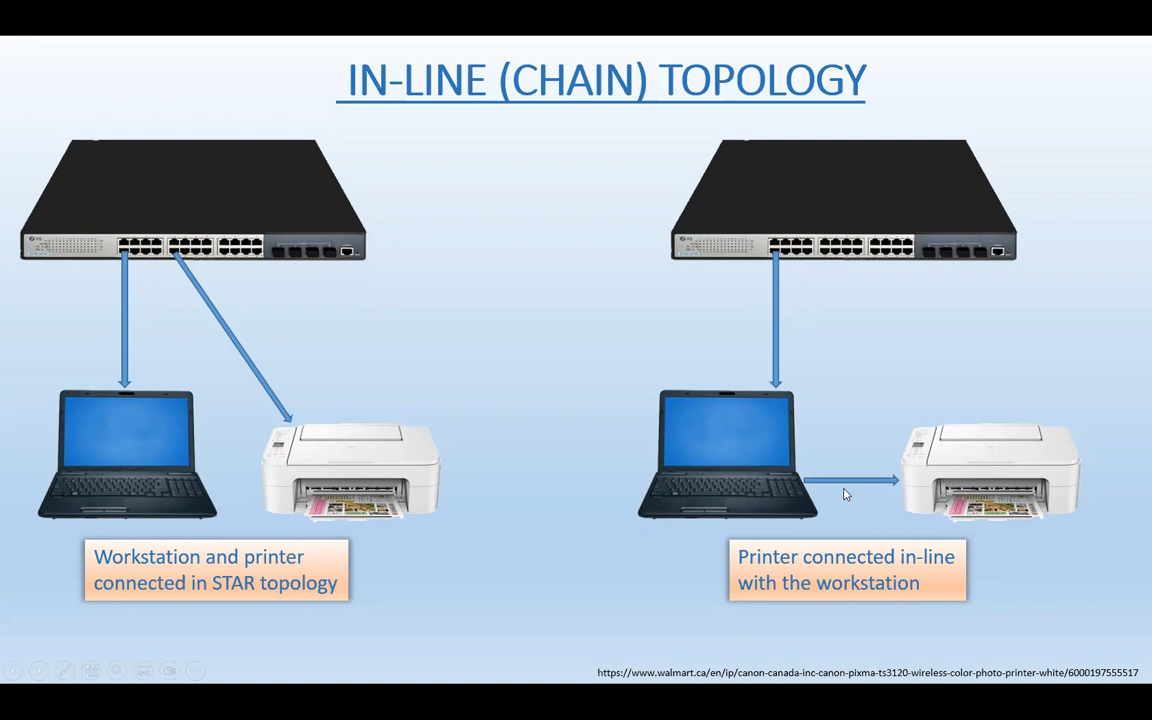 IN-LINE (CHAIN) TOPOLOGY
Workstation and printer
connected in STAR topology
Printer connected in-line
with the workstation
https://www.walmart.ca/en/ip/canon-canada-inc-canon-pixma-ts3120-wireless-color-photo-printer-white/6000197555517